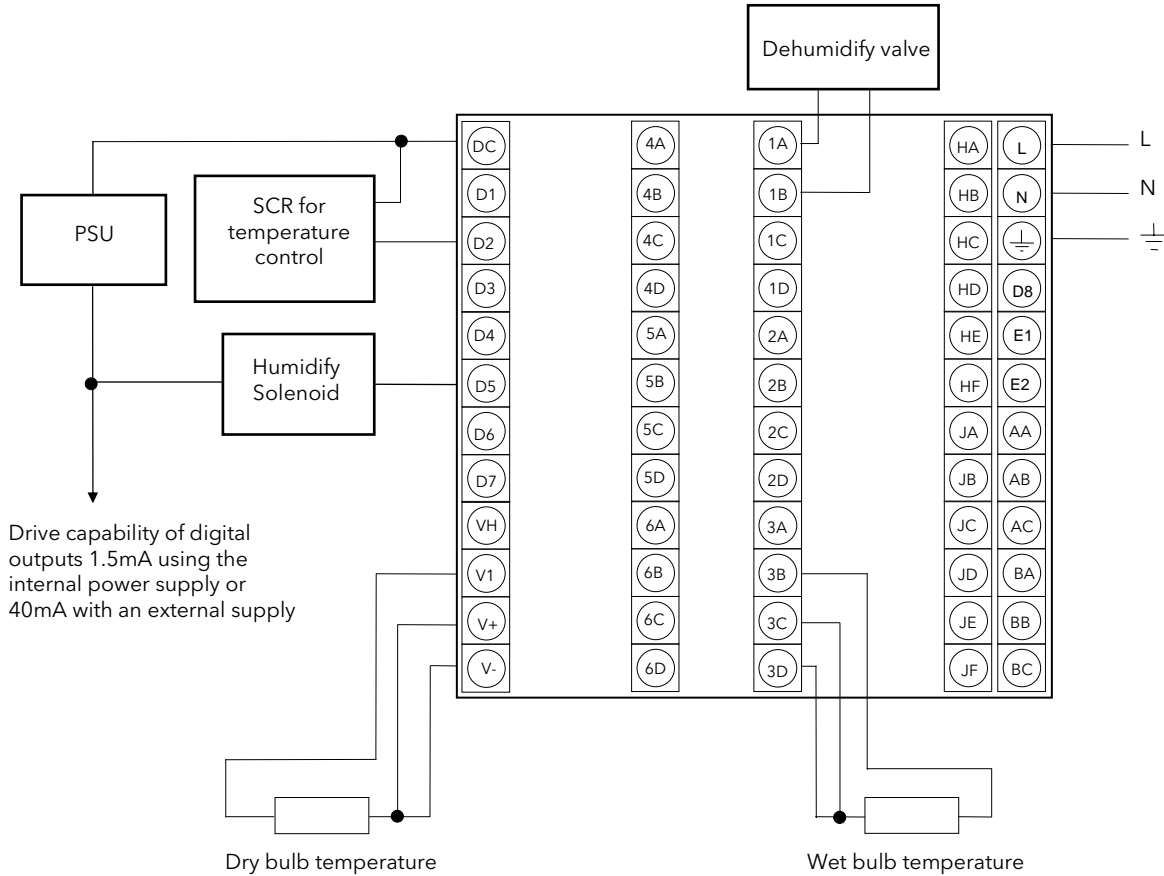 Dehumidify valve
DC
4A
1A
HA
L
L
D1
4B
1B
HB
N
N
PSU
SCR for
temperature
control
D2
4C
1C
HC
D3
4D
1D
HD
D8
D4
5A
2A
HE
E1
Humidify
Solenoid
D5
5B
2B
HF
E2
D6
5C
2C
JA
AA
D7
5D
2D
JB
AB
VH
6A
3A
JC
AC
V1
6B
3B
JD
BA
V+
6C
3C
JE
BB
V-
6D
3D
JF
BC
Drive capability of digital
outputs 1.5mA using the
internal power supply or
40mA with an external supply
Dry bulb temperature
Wet bulb temperature